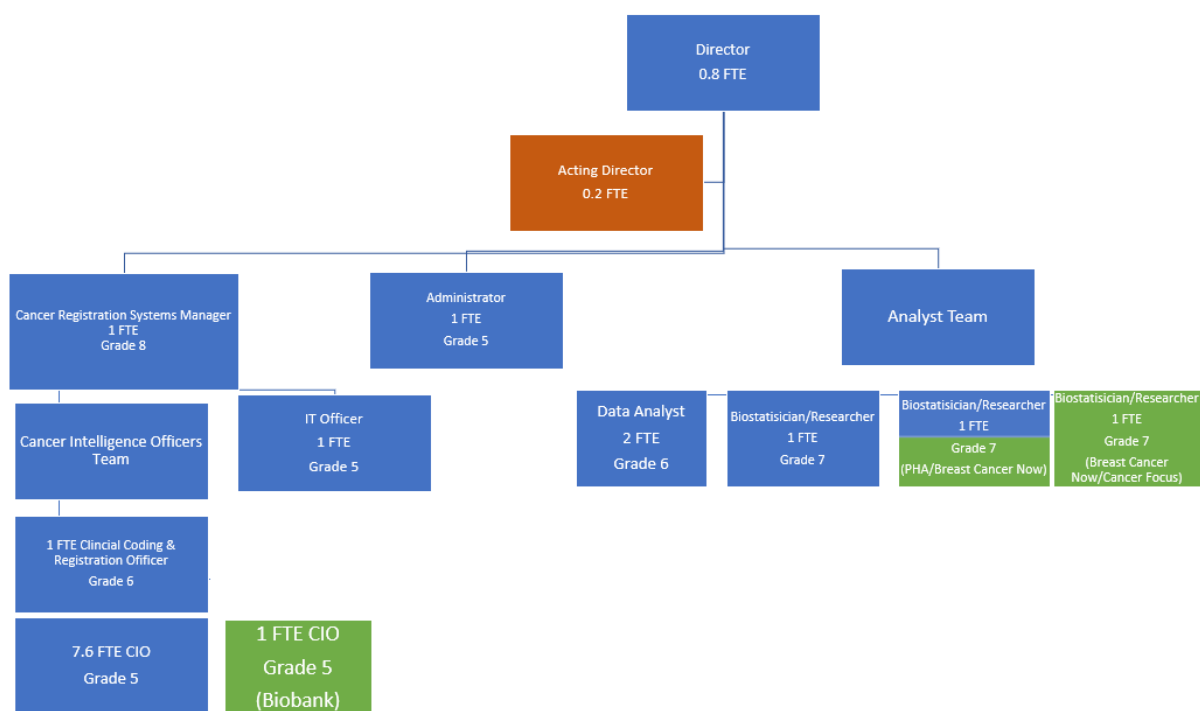 Director
0.8 FTE
Acting Director
0.2 FTE
Cancer Registration Systems Manager
1 FTE
Grade 8
Administrator
1 FTE
Grade 5
Analyst Team
Cancer Intelligence Officers
Team
IT Officer
1 FTE
Grade 5
Data Analyst
2 FTE
Grade 6
Biostatisician/Researcher
1 FTE
Grade 7
Biostatisician/Researcher
1 FTE
Grade 7
(PHA/Breast Cancer Now)
Biostatisician/Researcher
1 FTE
Grade 7
(Breast Cancer
Now/Cancer Focus)
1 FTE Clincial Coding &
Registration Ofificer
Grade 6
7.6 FTE CIO
Grade 5
1 FTE CIO
Grade 5
(Biobank)